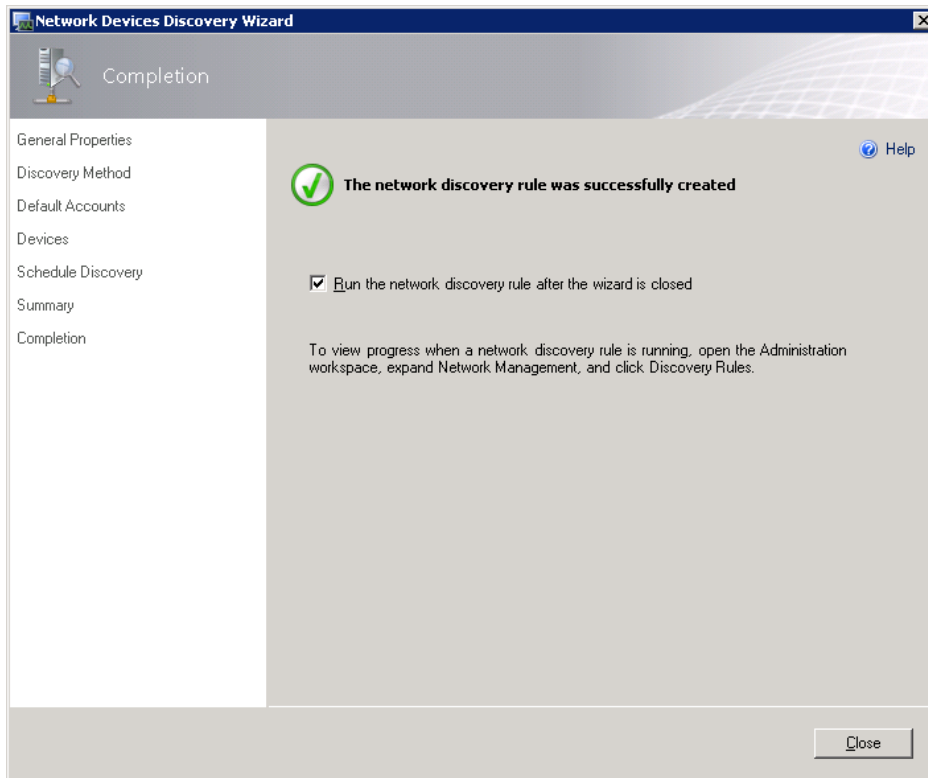 Network Devices Discovery Wizard
Completion
General Properties
Discovery Method
Default Accounts
Devices
Schedule Discovery
Summary
Completion
Help
The network discovery rule was successfully created
Run the network discovery rule after the wizard is closed
To view progress when a network discovery rule is running, open the Administration
workspace, expand Network Management, and click Discovery Rules.
Close